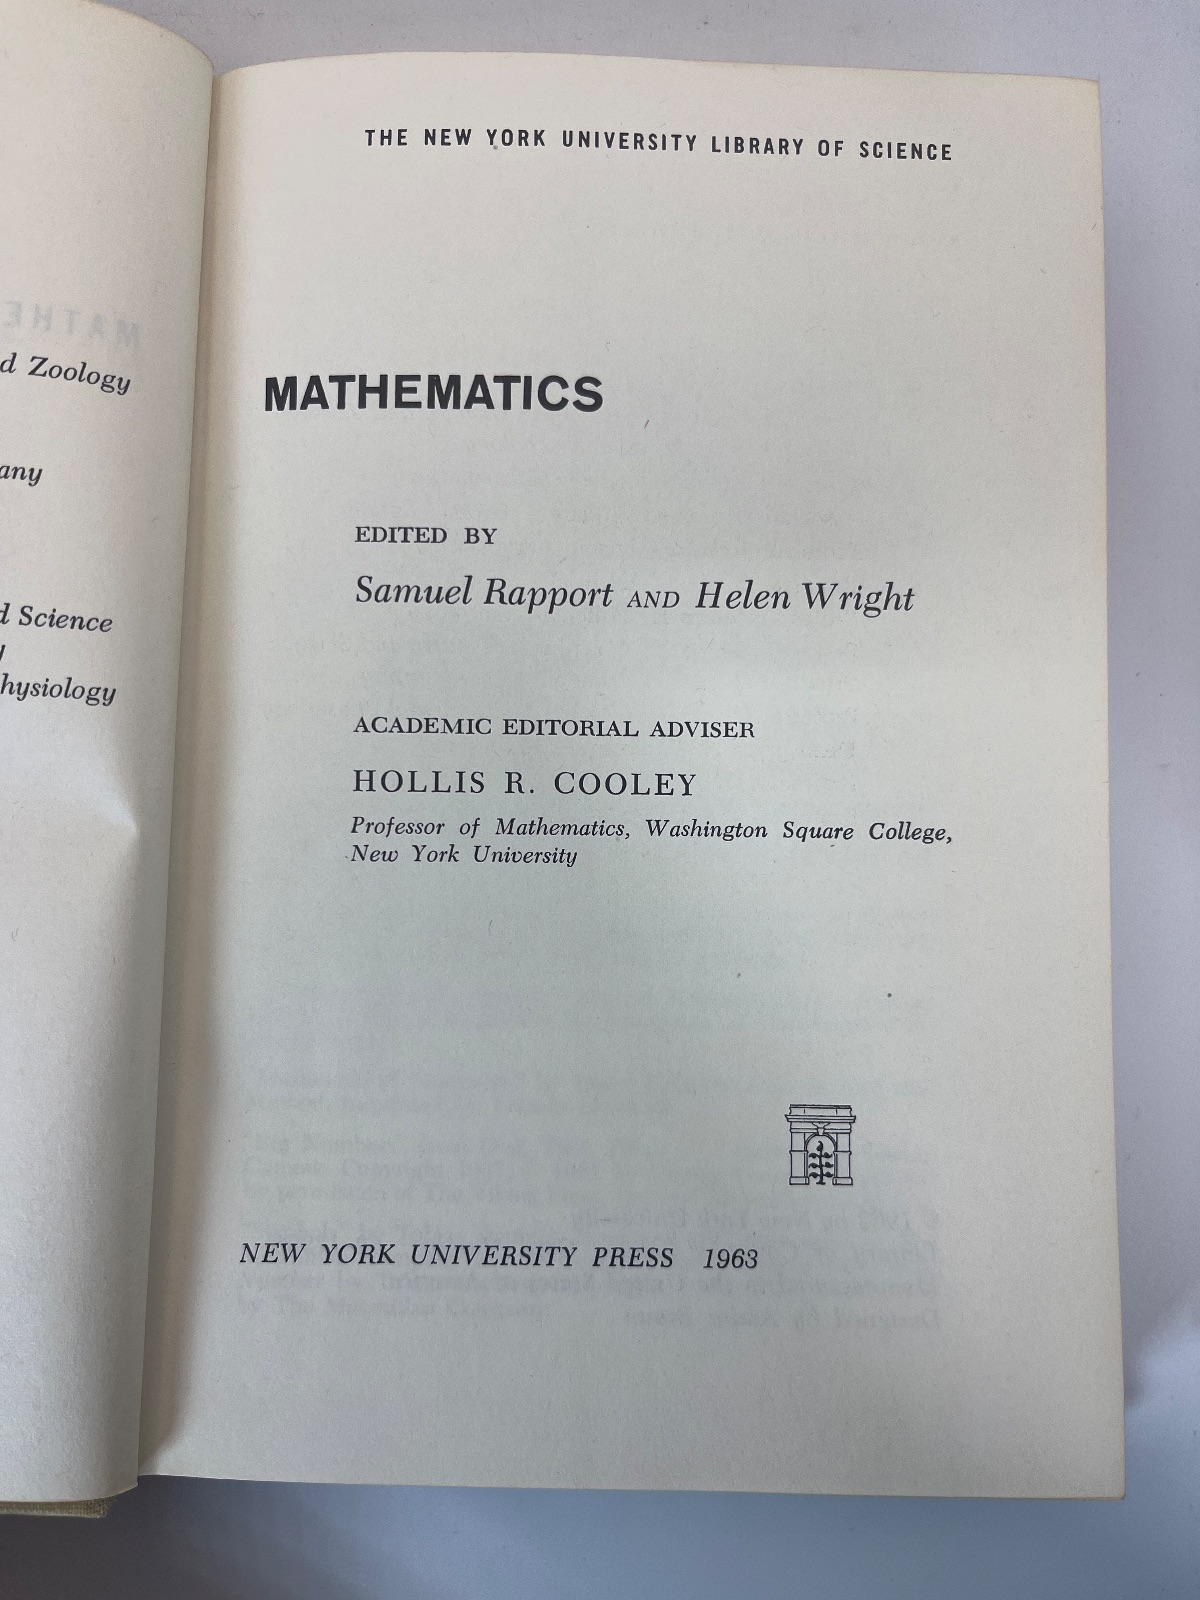 d Zoology
any
d Science
y
hysiology
THE NEW YORK UNIVERSITY LIBRARY OF SCIENCE
MATHEMATICS
EDITED BY
Samuel Rapport AND Helen Wright
ACADEMIC EDITORIAL ADVISER
HOLLIS R. COOLEY
Professor of Mathematics, Washington Square College,
New York University
NEW YORK UNIVERSITY PRESS 1963